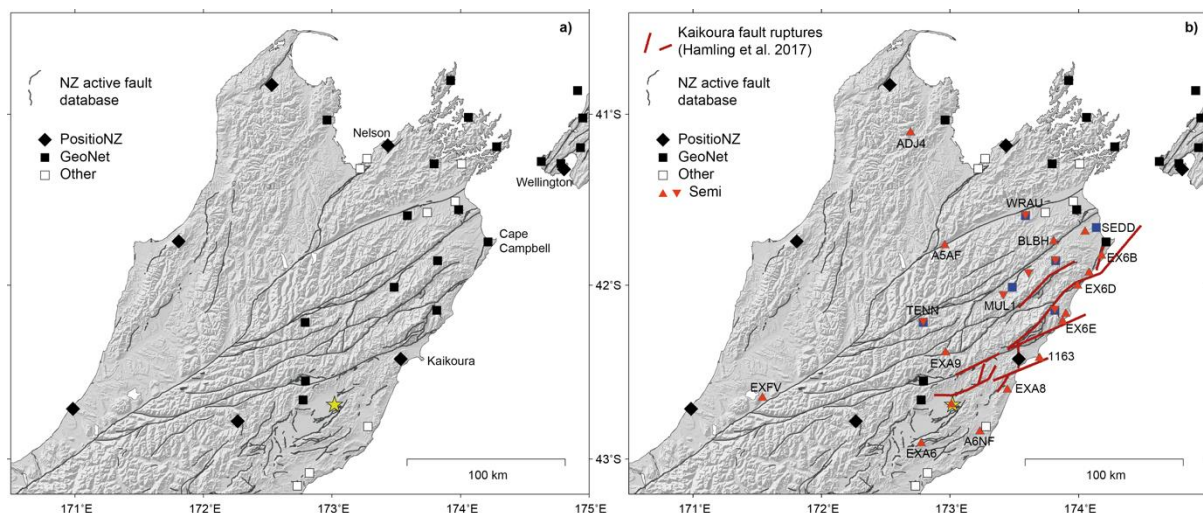 a)
NZ active fault
database
PositioNZ
GeoNet
Other
Nelson
Wellington
Cape
Campbell
Kaikoura
100 km
171°E
172°E
173°E
174°E
175°E
b)
Kaikoura fault ruptures
(Hamling et al. 2017)
NZ active fault
database
PositioNZ
GeoNet
Other
Semi
ADJ4
WRAU
SEDD
BLBH
A5AF
EX6B
EX6D
MUL1
TENN
EX6E
EXA9
1163
EXFV
EXA8
A6NF
EXA6
100 km
41°S
42°S
43°S
171°E
172°E
173°E
174°E